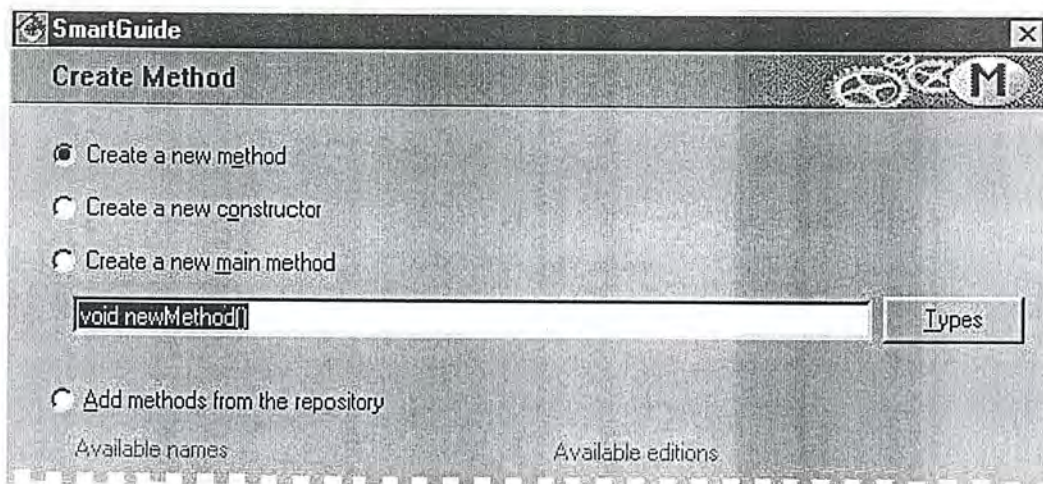 SmartGuide
Create Method
M
Create a new method
Create a new constructor
Create a new main method
void newMethod()
Types
Add methods from the repository
Available names Available editions